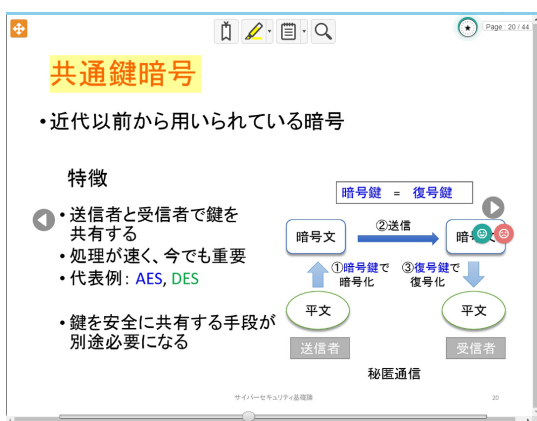 Page : 20 / 44
共通鍵暗号
•近代以前から用いられている暗号
特徴
•送信者と受信者で鍵を
共有する
•処理が速く、今でも重要
•代表例： AES, DES
•鍵を安全に共有する手段が
別途必要になる
暗号鍵 = 復号鍵
暗号文
②送信
暗
①暗号鍵で
暗号化
③復号鍵で
復号化
平文
平文
送信者
受信者
秘匿通信
サイバーセキュリティ基礎論
20